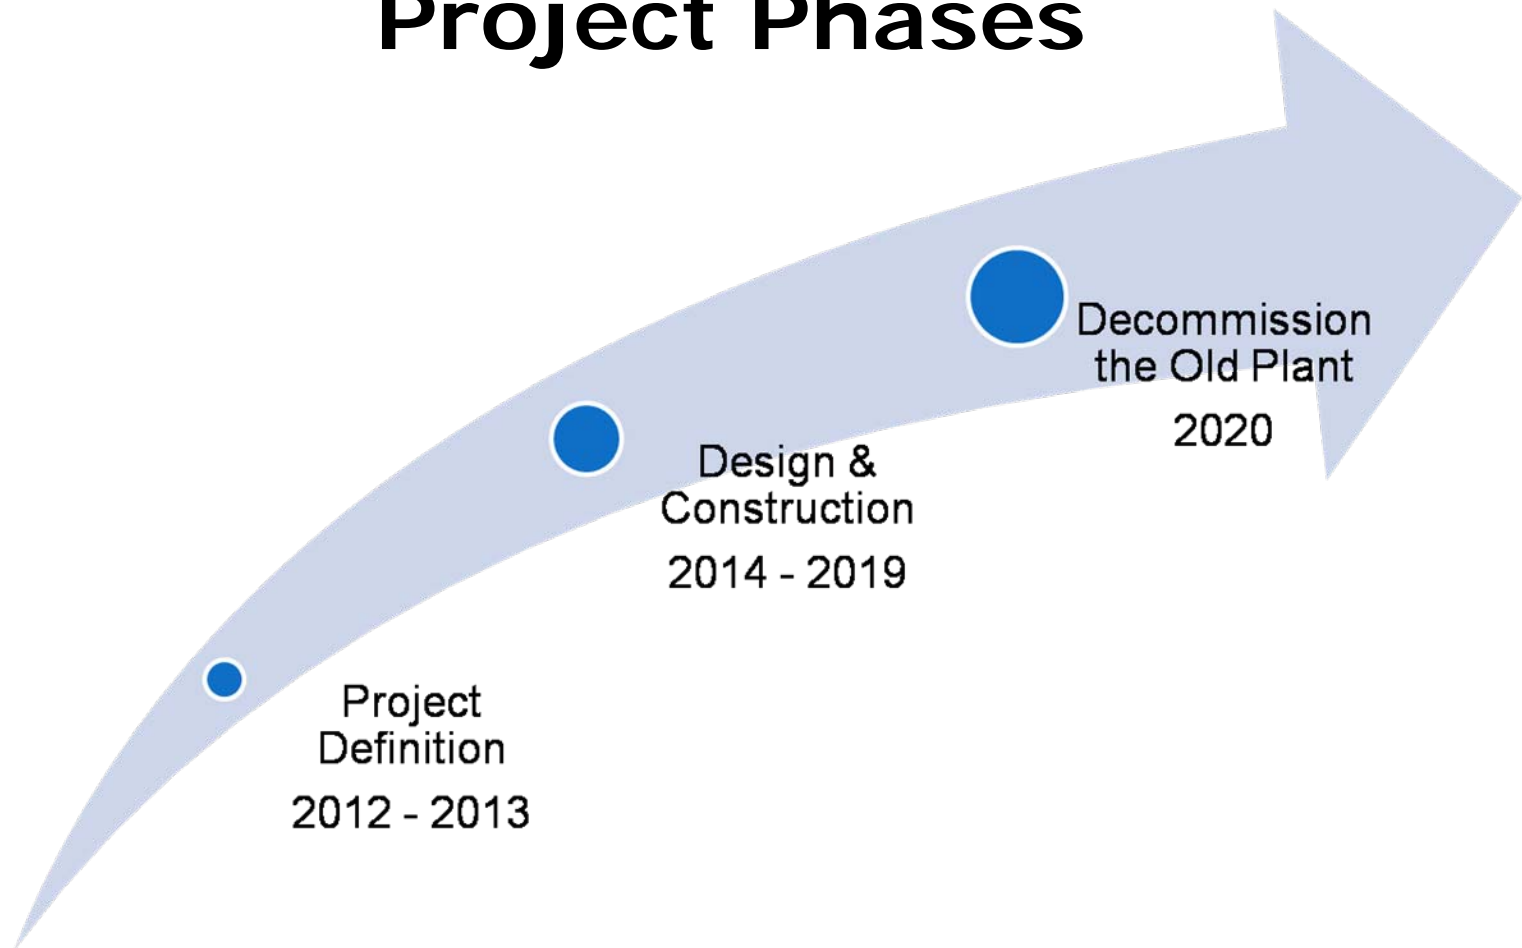 Project Phases
Project
Definition
2012 - 2013
Design &
Construction
2014 - 2019
Decommission
the Old Plant
2020